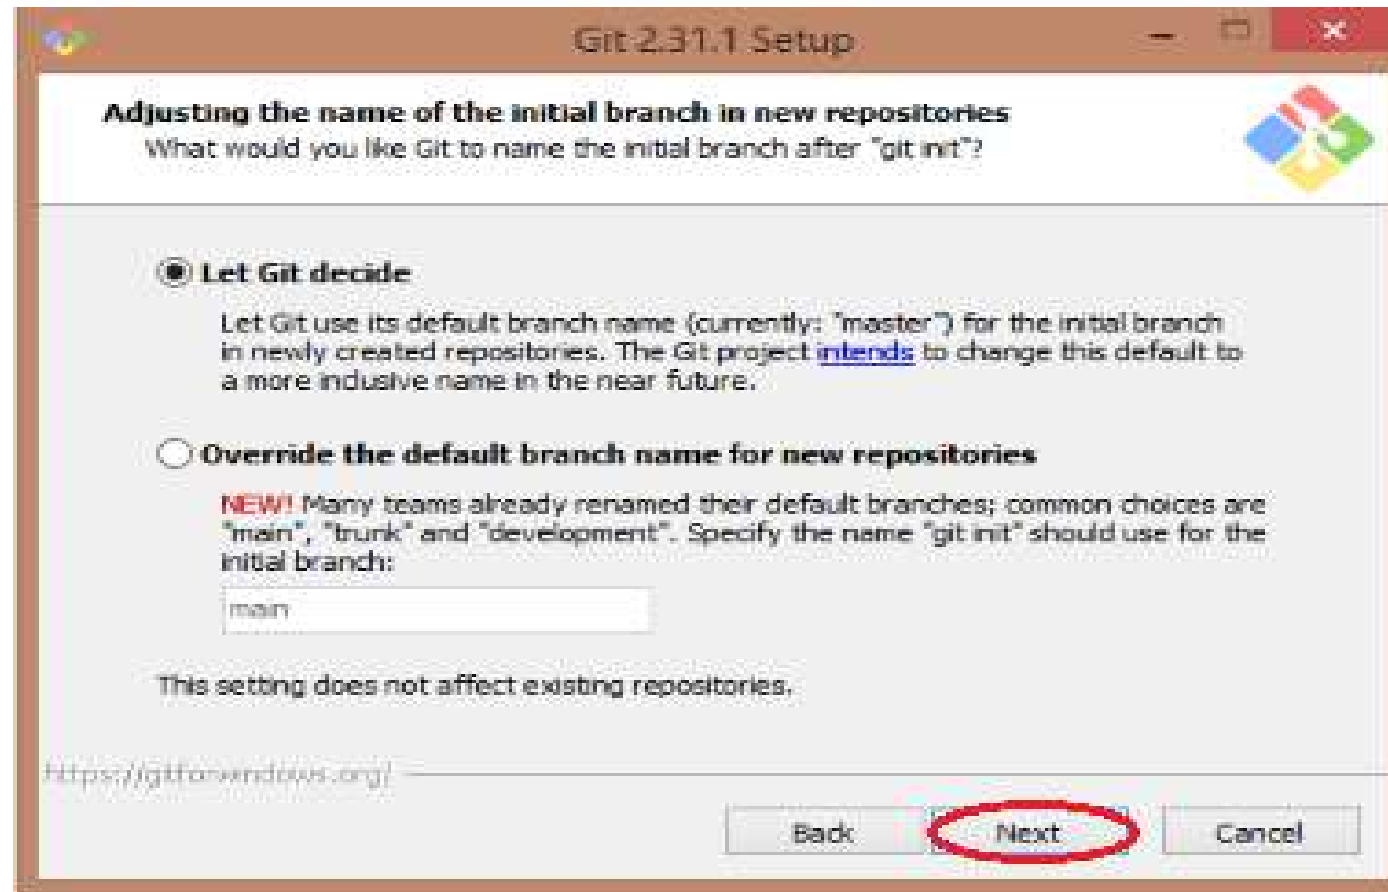 Git 2.31.1 Setup
Adjusting the name of the initial branch in new repositories
What would you like Git to name the initial branch after "git init"?
Let Git decide
Let Git use its default branch name (currently: "master") for the initial branch
in newly created repositories. The Git project intends to change this default to
a more inclusive name in the near future.
Override the default branch name for new repositories
NEW! Many teams already renamed their default branches; common choices are
"main", "trunk" and "development". Specify the name "git init" should use for the
initial branch:
main
This setting does not affect existing repositories.
https://gitforwindows.org/
Back Next Cancel